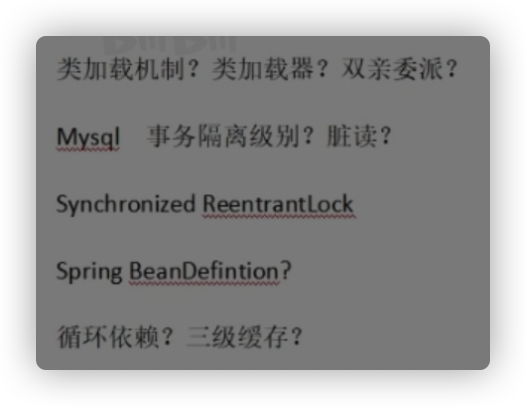 类加载机制？类加载器？双亲委派？
Mysql 事务隔离级别？脏读？
Synchronized ReentrantLock
Spring BeanDefintion？
循环依赖？三级缓存？